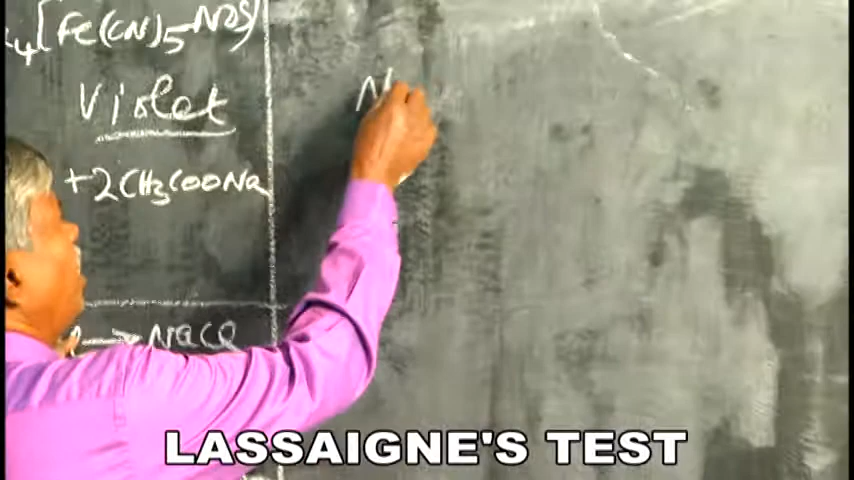 4[Fe(CN)5NOS]
Violet
+2CH3COONa
→ NaCl
N
LASSAIGNE'S TEST